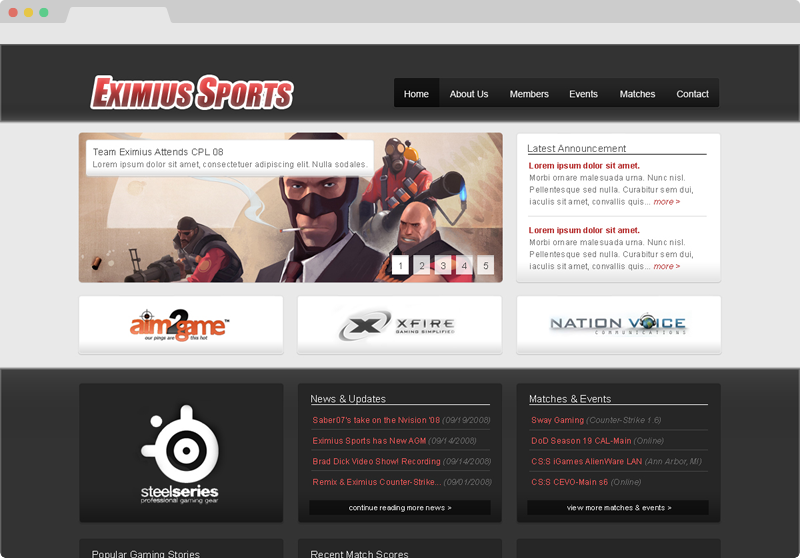 EXIMIUS SPORTS
Home
About Us
Members
Events
Matches
Contact
Team Eximius Attends CPL 08
Lorem ipsum dolor sit amet, consectetuer adipiscing elit. Nulla sodales.
1 2 3 4 5
Latest Announcement
Lorem ipsum dolor sit amet.
Morbi ornare malesuada urna. Nunc nisl.
Pellentesque sed nulla. Curabitur sem dui,
iaculis sit amet, convallis quis... more >
Lorem ipsum dolor sit amet.
Morbi ornare malesuada urna. Nunc nisl.
Pellentesque sed nulla. Curabitur sem dui,
iaculis sit amet, convallis quis... more >
aim2game™
our pings are this hot
XFIRE
GAMING SIMPLIFIED
NATION VOICE
COMMUNICATIONS
steelseries
professional gaming gear
News & Updates
Saber07's take on the Nvision '08 (09/19/2008)
Eximius Sports has New AGM (09/14/2008)
Brad Dick Video Show! Recording (09/14/2008)
Remix & Eximius Counter-Strike... (09/01/2008)
continue reading more news >
Matches & Events
Sway Gaming (Counter-Strike 1.6)
DoD Season 19 CAL-Main (Online)
CS:S iGames AlienWare LAN (Ann Arbor, MI)
CS:S CEVO-Main s6 (Online)
view more matches & events >
Popular Gaming Stories
Recent Match Scores